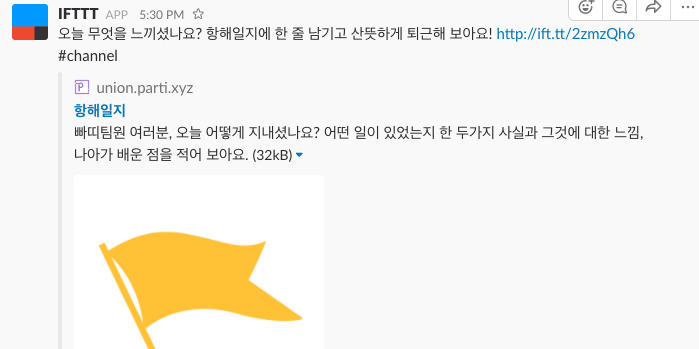 IFTTT APP 5:30 PM
오늘 무엇을 느끼셨나요? 항해일지에 한 줄 남기고 산뜻하게 퇴근해 보아요! http://ift.tt/2zmzQh6
#channel
union.parti.xyz
항해일지
빠띠팀원 여러분, 오늘 어떻게 지내셨나요? 어떤 일이 있었는지 한 두가지 사실과 그것에 대한 느낌,
나아가 배운 점을 적어 보아요. (32kB)